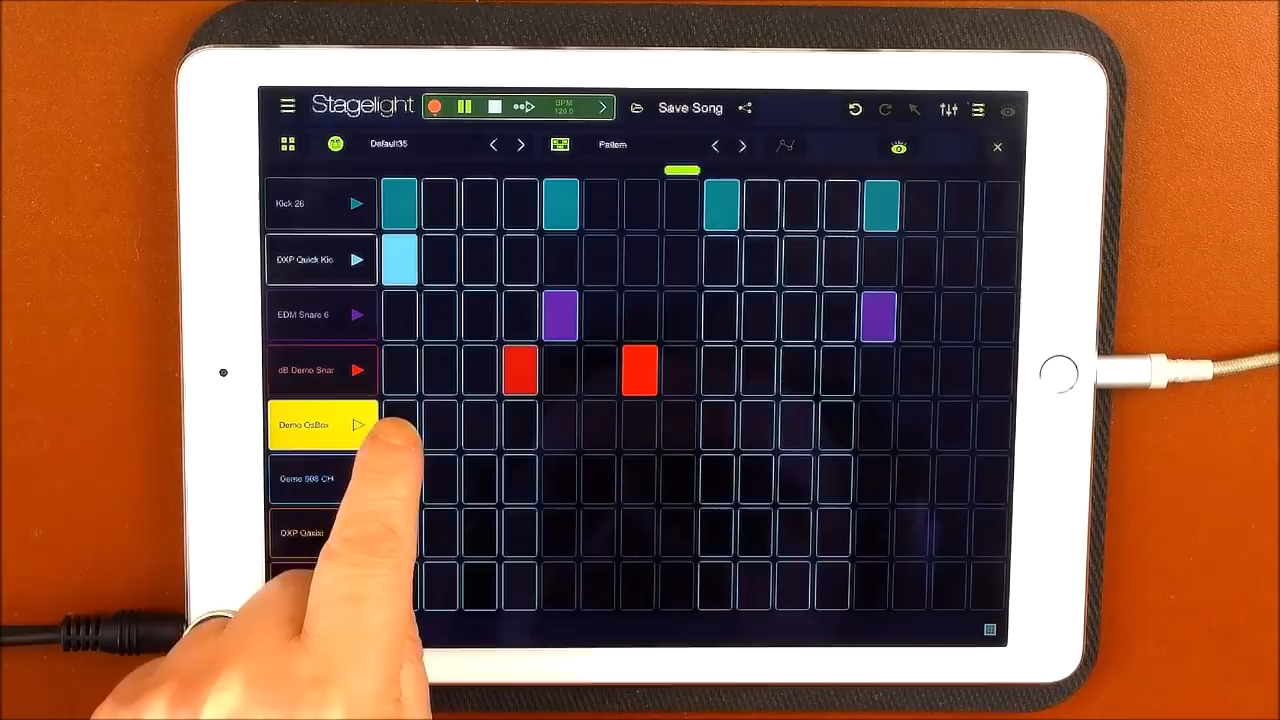 Stagelight
BPM
120.0
Save Song
Default35
Pattern
Kick 26
DXP Quick Kic
EDM Snare 6
dB Demo Snar
Demo OsBox
Demo 808 CH
DXP